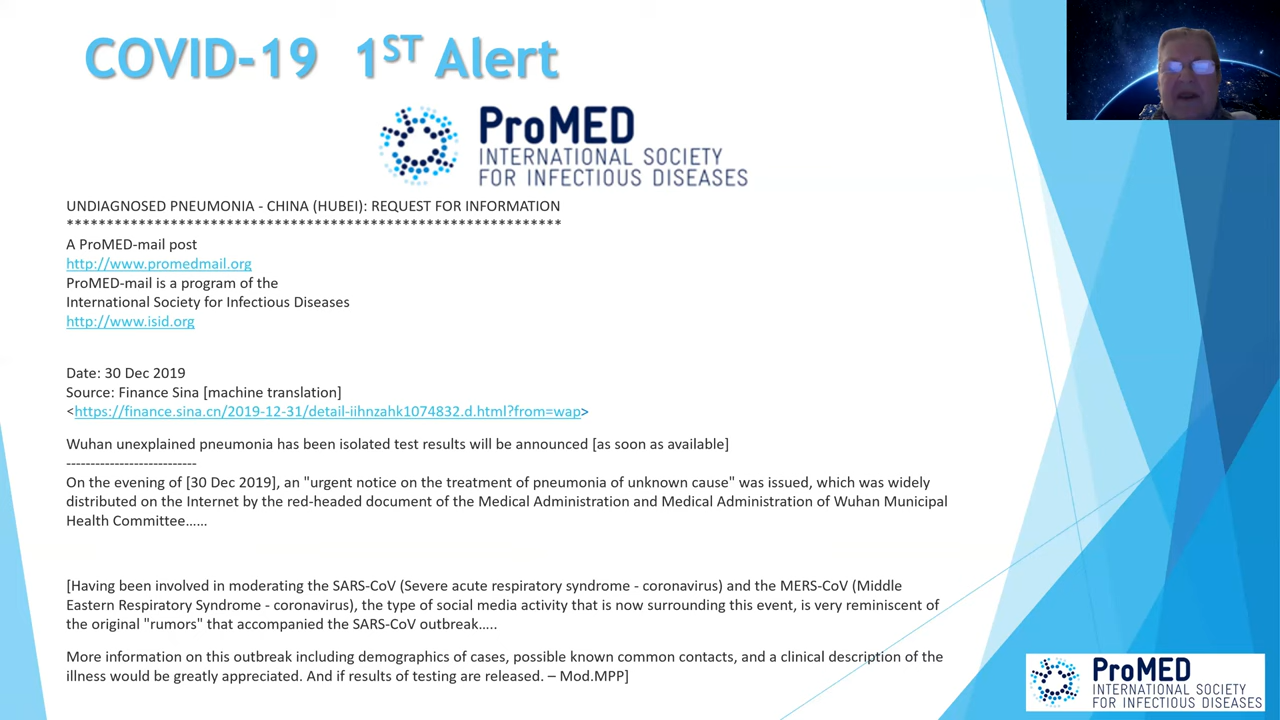 COVID-19 1ST Alert
ProMED
INTERNATIONAL SOCIETY
FOR INFECTIOUS DISEASES
UNDIAGNOSED PNEUMONIA - CHINA (HUBEI): REQUEST FOR INFORMATION
**************************************************************
A ProMED-mail post
http://www.promedmail.org
ProMED-mail is a program of the
International Society for Infectious Diseases
http://www.isid.org
Date: 30 Dec 2019
Source: Finance Sina [machine translation]
<https://finance.sina.cn/2019-12-31/detail-iihnzahk1074832.d.html?from=wap>
Wuhan unexplained pneumonia has been isolated test results will be announced [as soon as available]
---------------------------
On the evening of [30 Dec 2019], an "urgent notice on the treatment of pneumonia of unknown cause" was issued, which was widely
distributed on the Internet by the red-headed document of the Medical Administration and Medical Administration of Wuhan Municipal
Health Committee……
[Having been involved in moderating the SARS-CoV (Severe acute respiratory syndrome - coronavirus) and the MERS-CoV (Middle
Eastern Respiratory Syndrome - coronavirus), the type of social media activity that is now surrounding this event, is very reminiscent of
the original "rumors" that accompanied the SARS-CoV outbreak…..
More information on this outbreak including demographics of cases, possible known common contacts, and a clinical description of the
illness would be greatly appreciated. And if results of testing are released. – Mod.MPP]
ProMED
INTERNATIONAL SOCIETY
FOR INFECTIOUS DISEASES